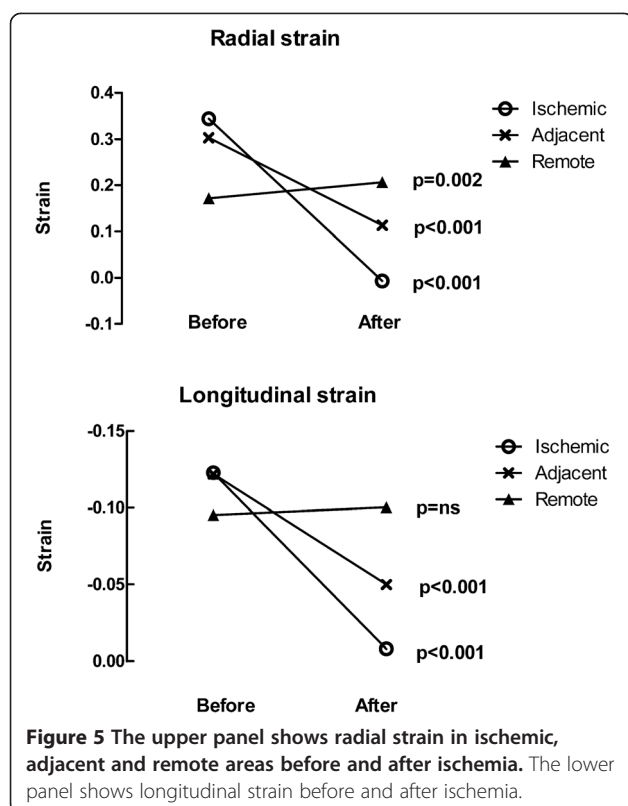 Radial strain
0.4
0.3
0.2
0.1
0.0
-0.1
Strain
Before
After
Ischemic
Adjacent
Remote
p=0.002
p<0.001
p<0.001
Longitudinal strain
-0.15
-0.10
-0.05
0.00
Strain
Before
After
Ischemic
Adjacent
Remote
p=ns
p<0.001
p<0.001
Figure 5 The upper panel shows radial strain in ischemic,
adjacent and remote areas before and after ischemia. The lower
panel shows longitudinal strain before and after ischemia.